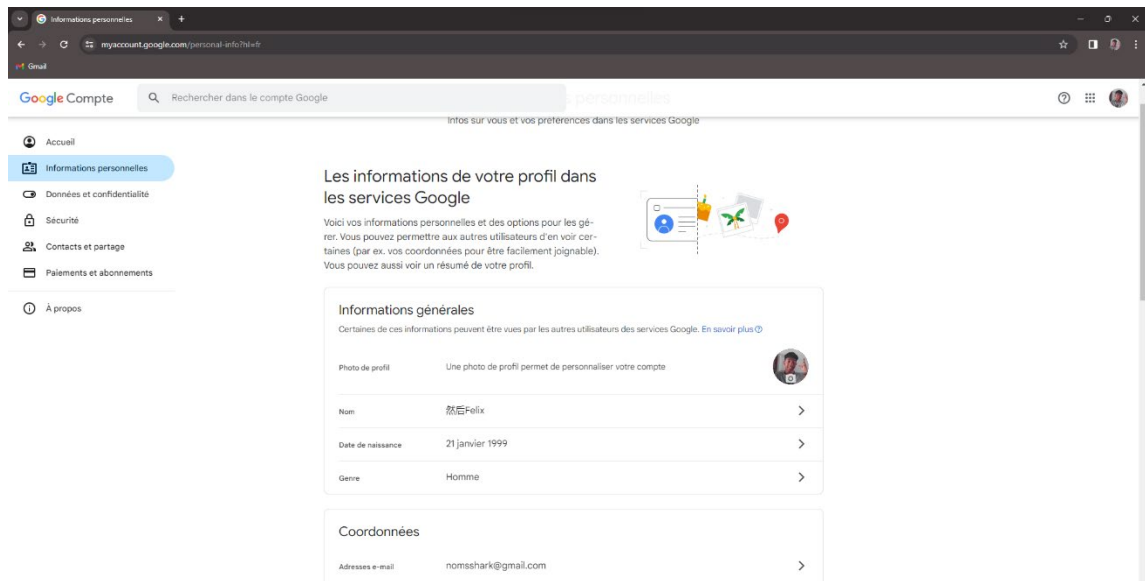 Informations personnelles
myaccount.google.com/personal-info?hl=fr
Gmail
Google Compte
Rechercher dans le compte Google
personnelles
Infos sur vous et vos préférences dans les services Google
Accueil
Informations personnelles
Données et confidentialité
Sécurité
Contacts et partage
Paiements et abonnements
À propos
Les informations de votre profil dans
les services Google
Voici vos informations personnelles et des options pour les gé-
rer. Vous pouvez permettre aux autres utilisateurs d'en voir cer-
taines (par ex. vos coordonnées pour être facilement joignable).
Vous pouvez aussi voir un résumé de votre profil.
Informations générales
Certaines de ces informations peuvent être vues par les autres utilisateurs des services Google. En savoir plus
Photo de profil
Une photo de profil permet de personnaliser votre compte
Nom
然后Felix
Date de naissance
21 janvier 1999
Genre
Homme
Coordonnées
Adresses e-mail
nomsshark@gmail.com